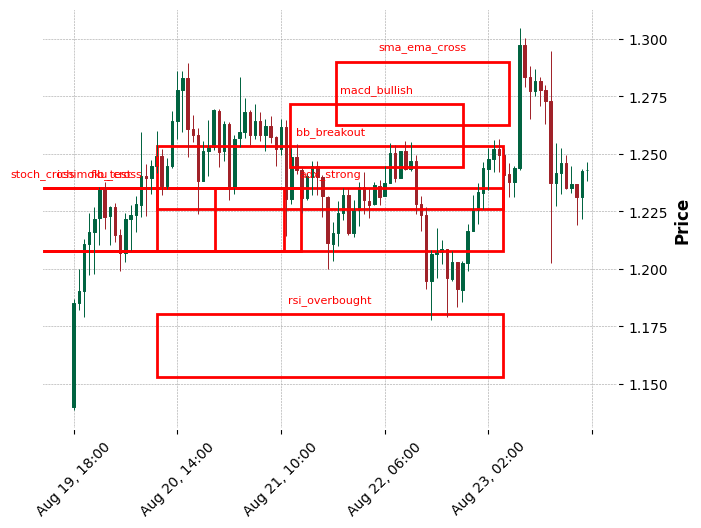 sma_ema_cross
macd_bullish
bb_breakout
stoch_cross
rsi_overbought
1.300
1.275
1.250
1.225
1.200
1.175
1.150
Price
Aug 19, 18:00
Aug 20, 14:00
Aug 21, 10:00
Aug 22, 06:00
Aug 23, 02:00